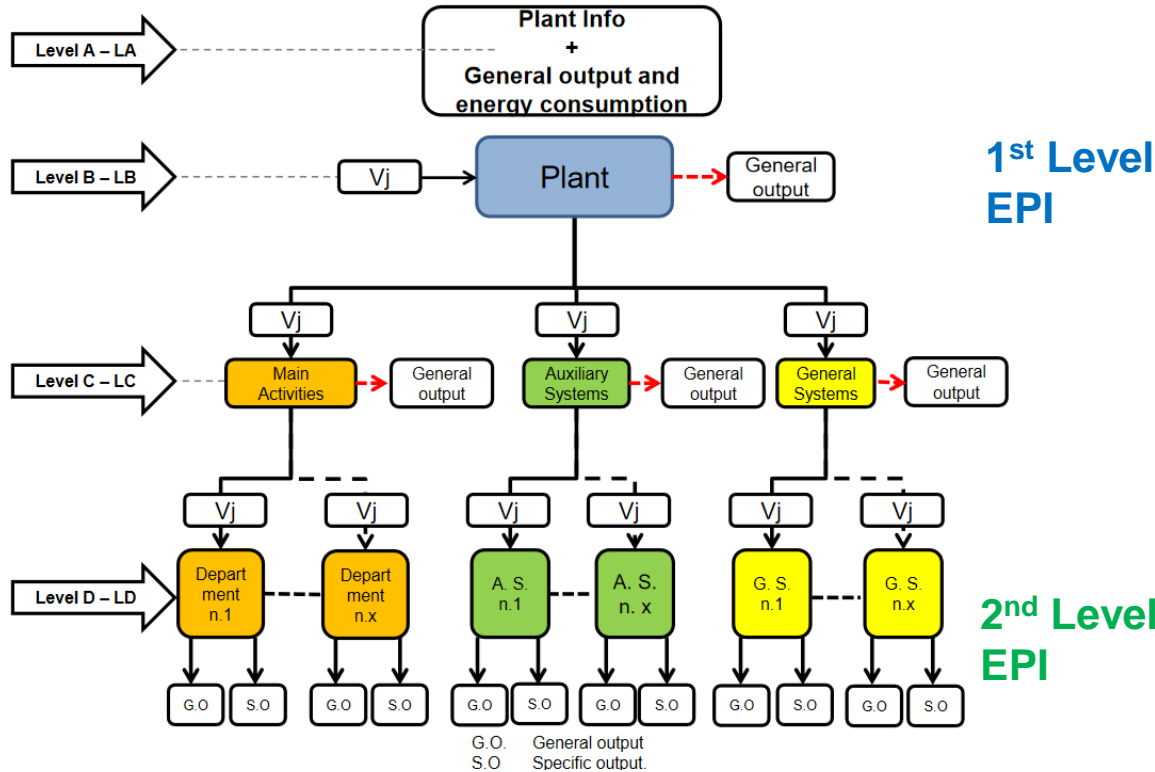 Plant Info
+
General output and
energy consumption
Level A – LA
1st Level
EPI
Level B – LB
Vj
Plant
General
output
Vj
Vj
Vj
Level C – LC
Main
Activities
General
output
Auxiliary
Systems
General
output
General
Systems
General
output
Vj
Vj
Vj
Vj
Vj
Vj
Level D – LD
Depart
ment
n.1
Depart
ment
n.x
A. S.
n.1
A. S.
n. x
G. S.
n.1
G. S.
n.x
2nd Level
EPI
G.O
S.O
G.O
S.O
G.O
S.O
G.O
S.O
G.O
S.O
G.O
S.O
G.O. General output
S.O Specific output.